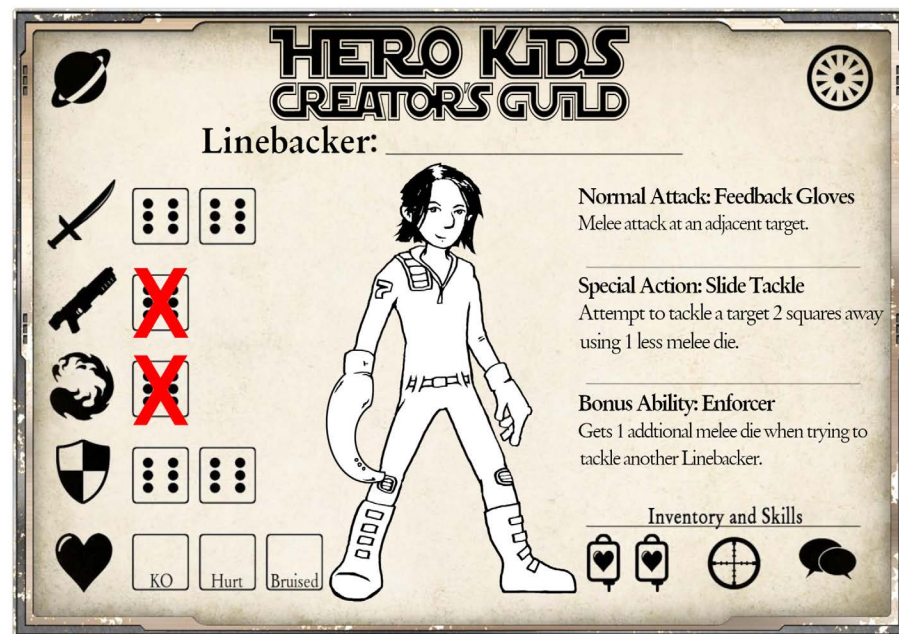 HERO KIDS
CREATOR'S GUILD
Linebacker:
Normal Attack: Feedback Gloves
Melee attack at an adjacent target.
Special Action: Slide Tackle
Attempt to tackle a target 2 squares away
using 1 less melee die.
X
X
7
Bonus Ability: Enforcer
Gets 1 addtional melee die when trying to
tackle another Linebacker.
Inventory and Skills
KO
Hurt
Bruised